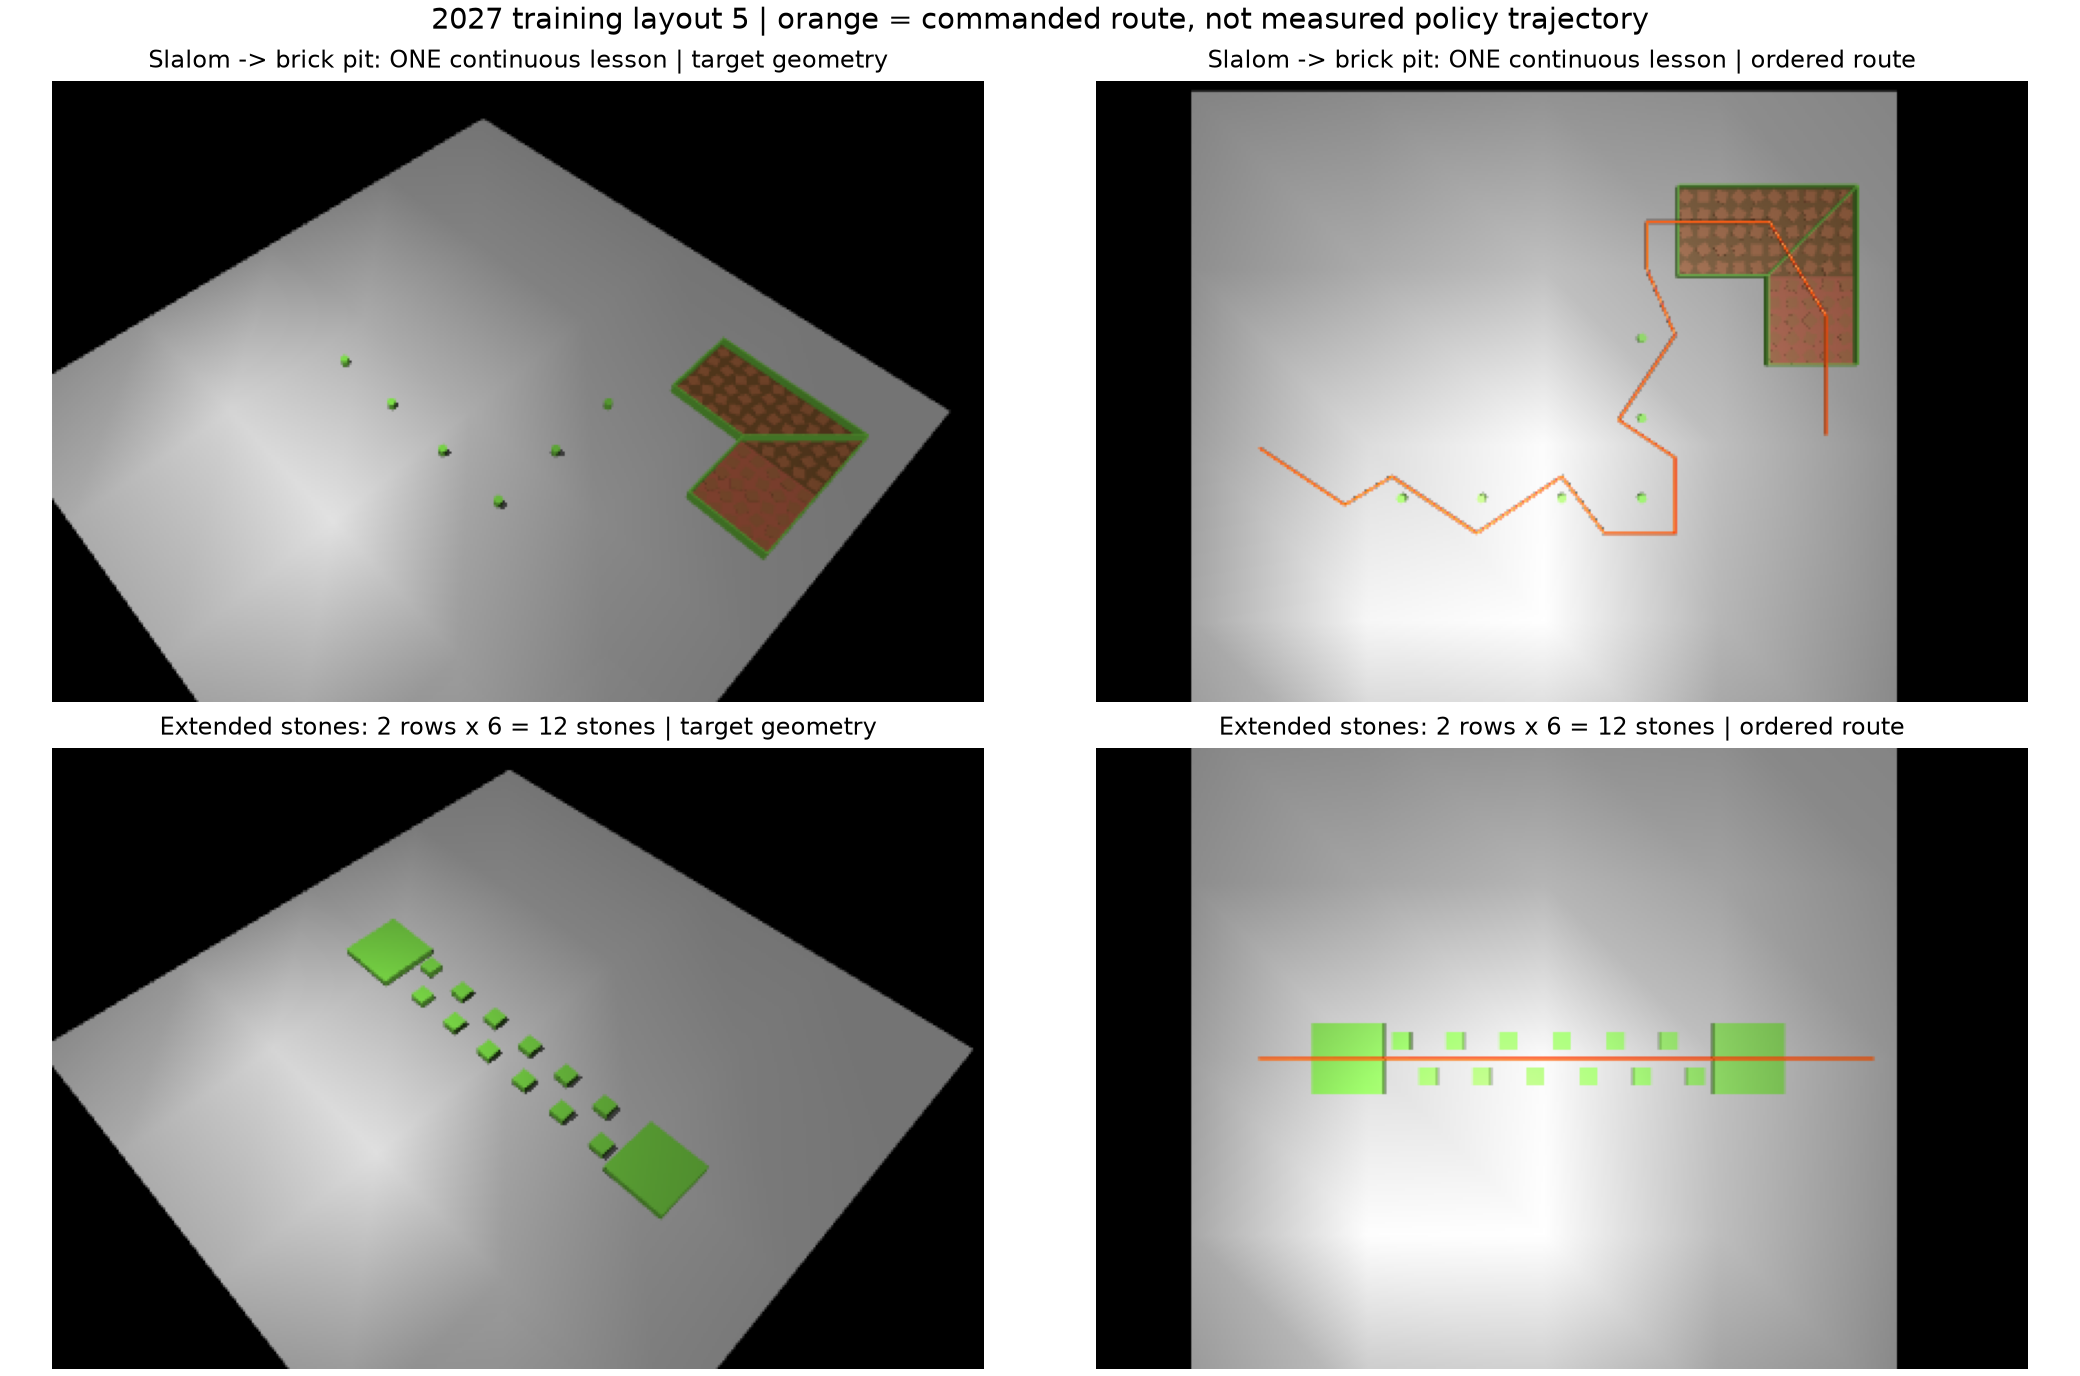 2027 training layout 5 | orange = commanded route, not measured policy trajectory
Slalom -> brick pit: ONE continuous lesson | target geometry
Slalom -> brick pit: ONE continuous lesson | ordered route
Extended stones: 2 rows x 6 = 12 stones | target geometry
Extended stones: 2 rows x 6 = 12 stones | ordered route